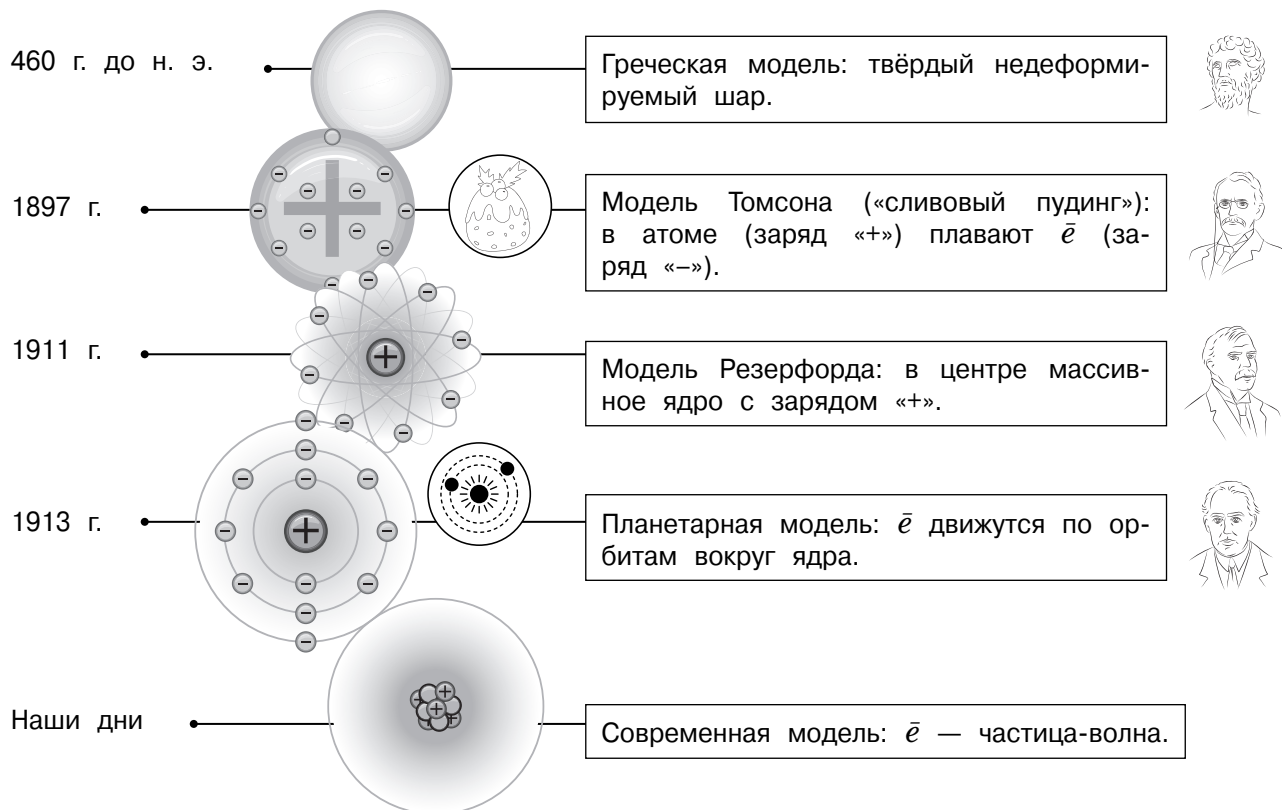 460 г. до н. э.
Греческая модель: твёрдый недеформи-
руемый шар.
1897 г.
Модель Томсона («сливовый пудинг»):
в атоме (заряд «+») плавают ē (за-
ряд «–»).
1911 г.
Модель Резерфорда: в центре массив-
ное ядро с зарядом «+».
1913 г.
Планетарная модель: ē движутся по ор-
битам вокруг ядра.
Наши дни
Современная модель: ē — частица-волна.